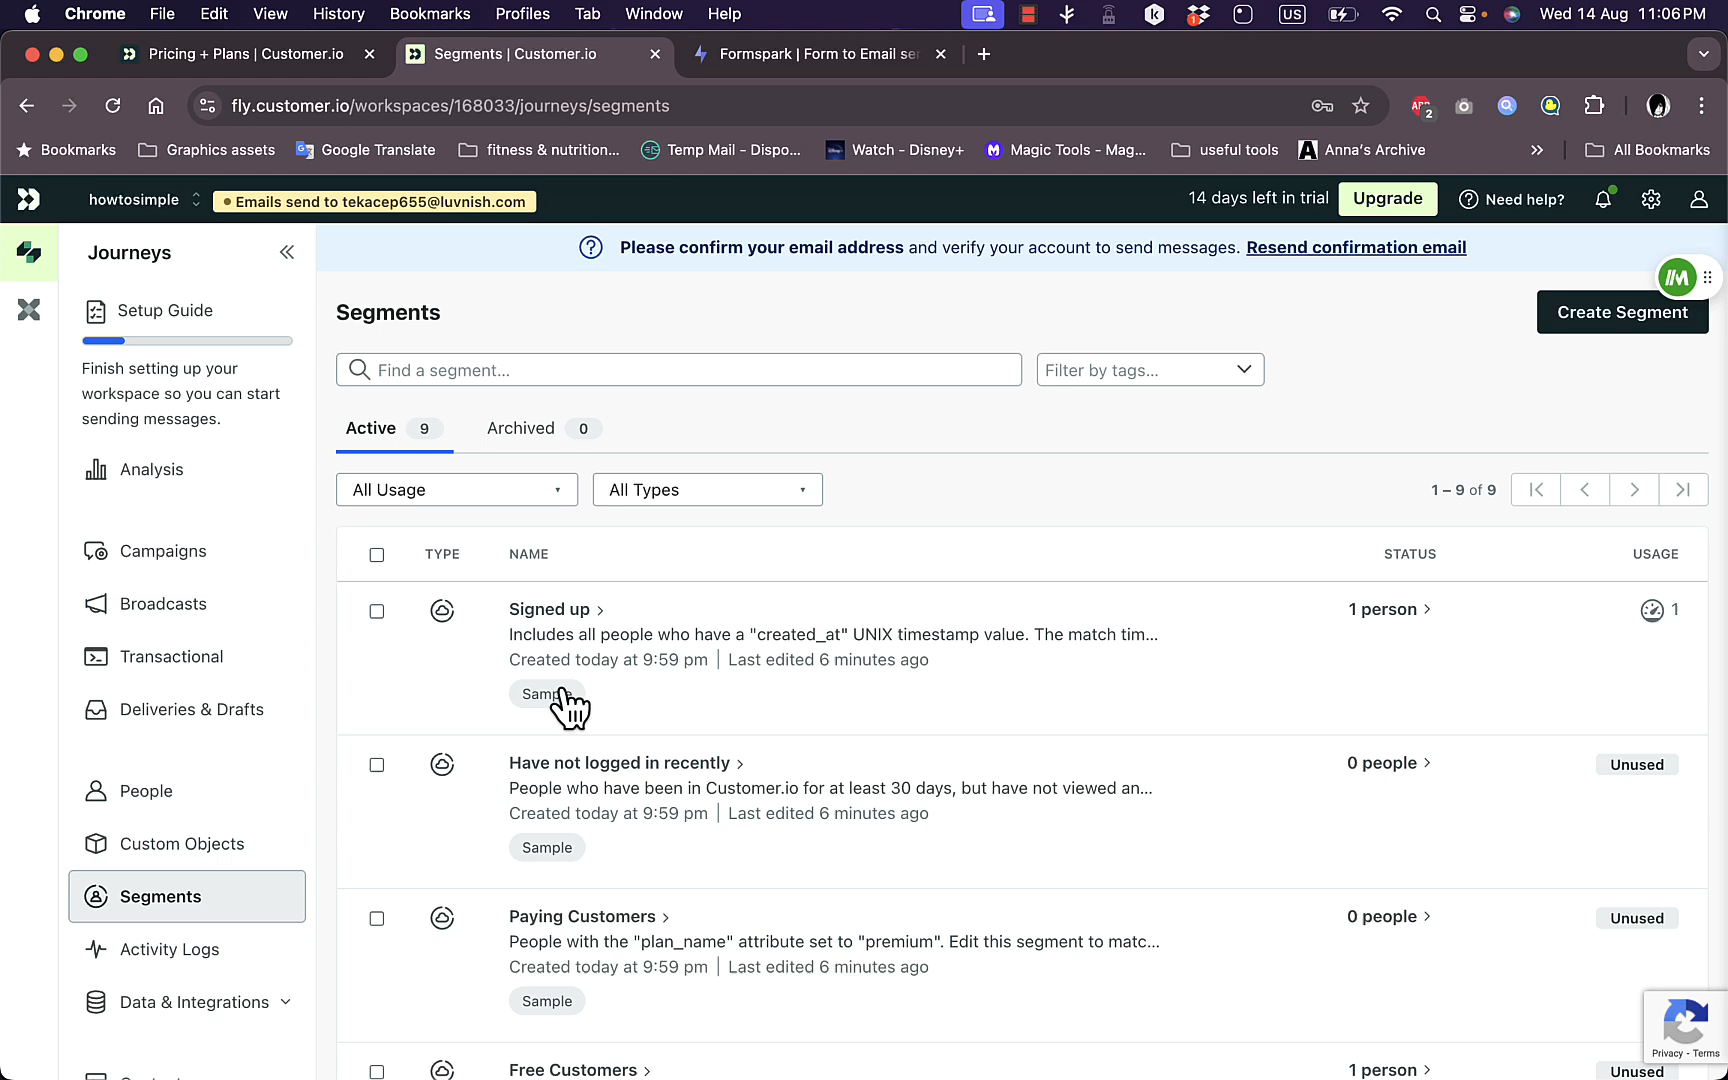 Chrome File Edit View History Bookmarks Profiles Tab Window Help US Wed 14 Aug 11:06 PM
Pricing + Plans | Customer.io
Segments | Customer.io
Formspark | Form to Email se
fly.customer.io/workspaces/168033/journeys/segments
2
Bookmarks Graphics assets Google Translate fitness & nutrition... Temp Mail - Dispo... Watch - Disney+ Magic Tools - Mag... useful tools Anna's Archive All Bookmarks
howtosimple
Emails send to tekacep655@luvnish.com
14 days left in trial
Upgrade
Need help?
Journeys
Please confirm your email address and verify your account to send messages. Resend confirmation email
Setup Guide
Finish setting up your
workspace so you can start
sending messages.
Analysis
Campaigns
Broadcasts
Transactional
Deliveries & Drafts
People
Custom Objects
Segments
Activity Logs
Data & Integrations
Segments
Create Segment
Find a segment...
Filter by tags...
Active 9
Archived 0
All Usage
All Types
1 – 9 of 9
TYPE NAME STATUS USAGE
Signed up
1 person
1
Includes all people who have a "created_at" UNIX timestamp value. The match tim...
Created today at 9:59 pm | Last edited 6 minutes ago
Sample
Have not logged in recently
0 people
Unused
People who have been in Customer.io for at least 30 days, but have not viewed an...
Created today at 9:59 pm | Last edited 6 minutes ago
Sample
Paying Customers
0 people
Unused
People with the "plan_name" attribute set to "premium". Edit this segment to matc...
Created today at 9:59 pm | Last edited 6 minutes ago
Sample
Free Customers
1 person
Unused
Privacy - Terms